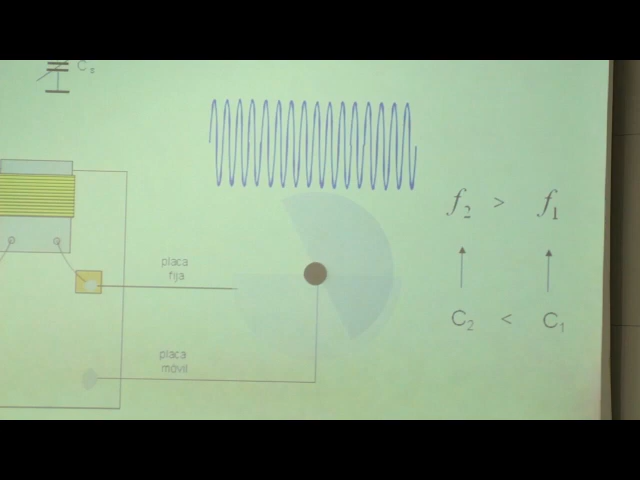 Cs
placa
fija
placa
móvil
f2 > f1
C2 < C1